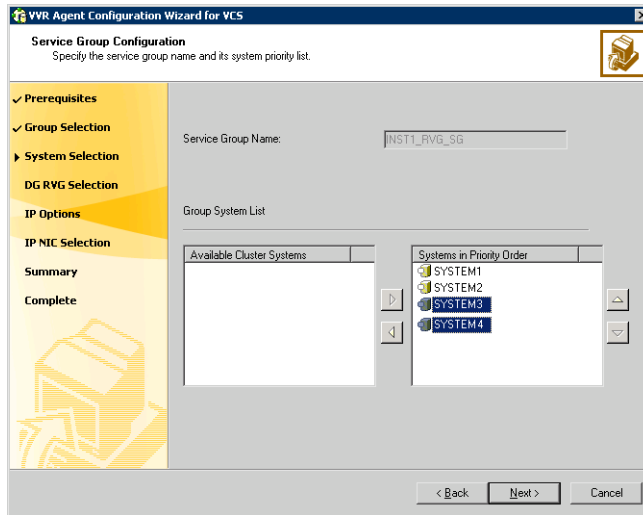 VVR Agent Configuration Wizard for VCS
Service Group Configuration
Specify the service group name and its system priority list.
Prerequisites
Group Selection
System Selection
DG RVG Selection
IP Options
IP NIC Selection
Summary
Complete
Service Group Name:
INST1_RVG_SG
Group System List
Available Cluster Systems
Systems in Priority Order
SYSTEM1
SYSTEM2
SYSTEM3
SYSTEM4
< Back
Next >
Cancel